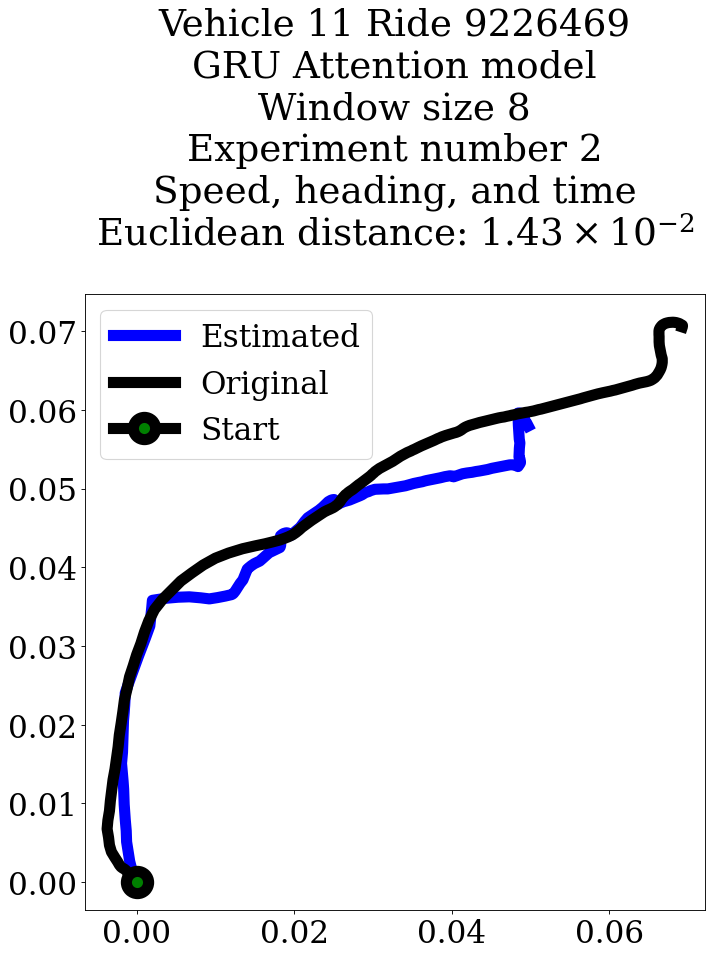 Vehicle 11 Ride 9226469
GRU Attention model
Window size 8
Experiment number 2
Speed, heading, and time
Euclidean distance: 1.43 × 10⁻²
Estimated
Original
Start
0.07
0.06
0.05
0.04
0.03
0.02
0.01
0.00
0.00 0.02 0.04 0.06